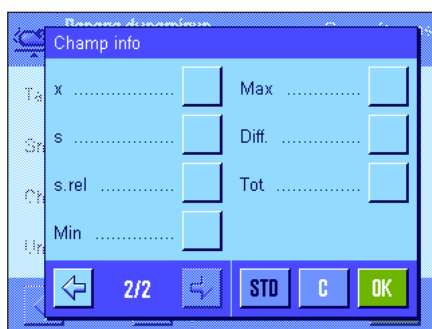 Champ info
x ..................
s ..................
s.rel ..............
Min ...............
Max ..............
Diff. ...............
Tot ................
2/2
STD
C
OK